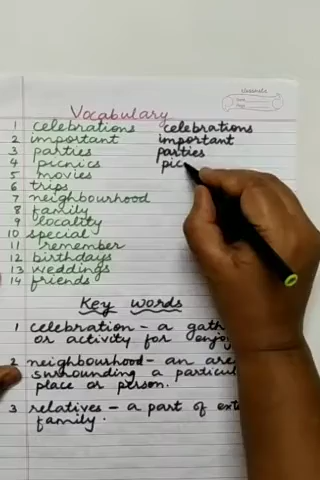 Classmate
Vocabulary
1 celebrations celebrations
2 important important
3 parties parties
4 picnics pic
5 movies
6 trips
7 neighbourhood
8 family
9 locality
10 special
11 remember
12 birthdays
13 weddings
14 friends
Key words
1 celebration - a gath
or activity for enjoy
2 neighbourhood - an are
surrounding a particul
place or person.
3 relatives - a part of exte
family.